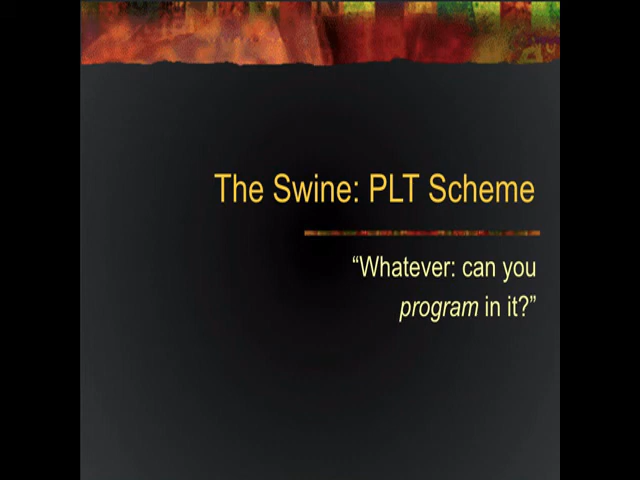 The Swine: PLT Scheme
“Whatever: can you
program in it?”